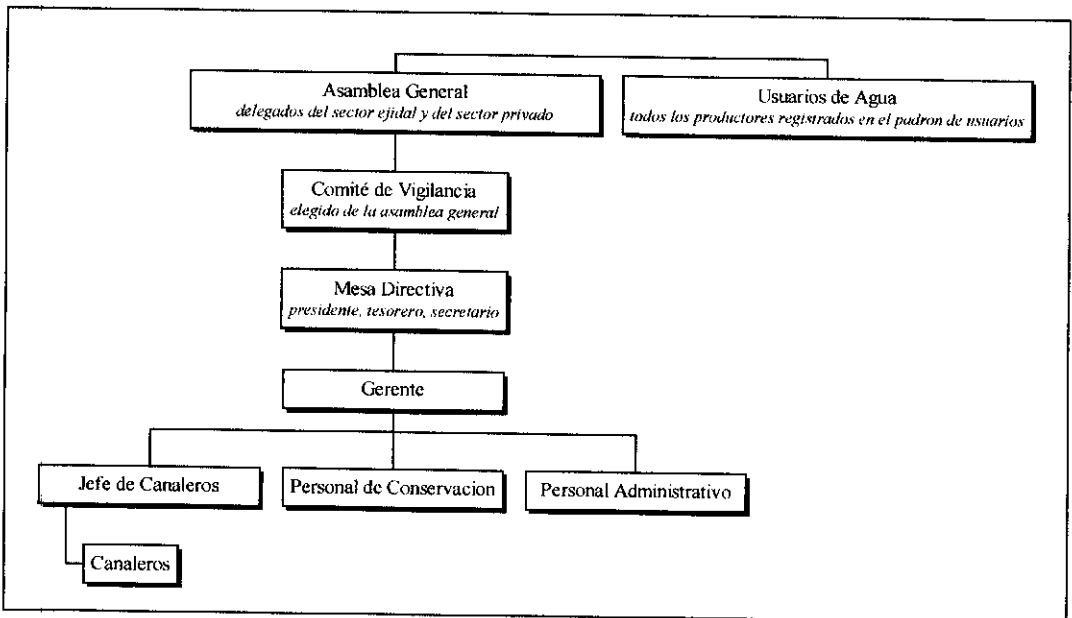 Asamblea General
delegados del sector ejidal y del sector privado
Usuarios de Agua
todos los productores registrados en el padron de usuarios
Comité de Vigilancia
elegido de la asamblea general
Mesa Directiva
presidente, tesorero, secretario
Gerente
Jefe de Canaleros
Personal de Conservacion
Personal Administrativo
Canaleros